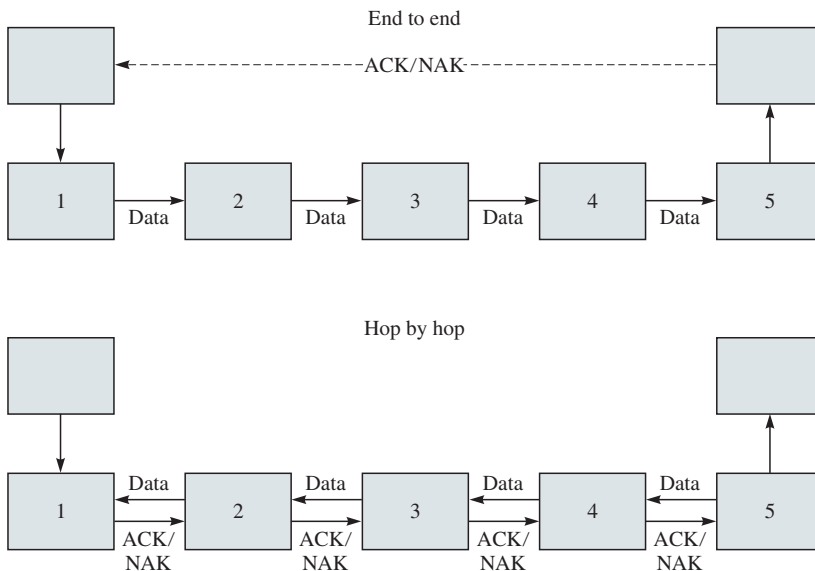 End to end
ACK/NAK
1 2 3 4 5
Data Data Data Data
Hop by hop
Data Data Data Data
1 2 3 4 5
ACK/ ACK/ ACK/ ACK/
NAK NAK NAK NAK